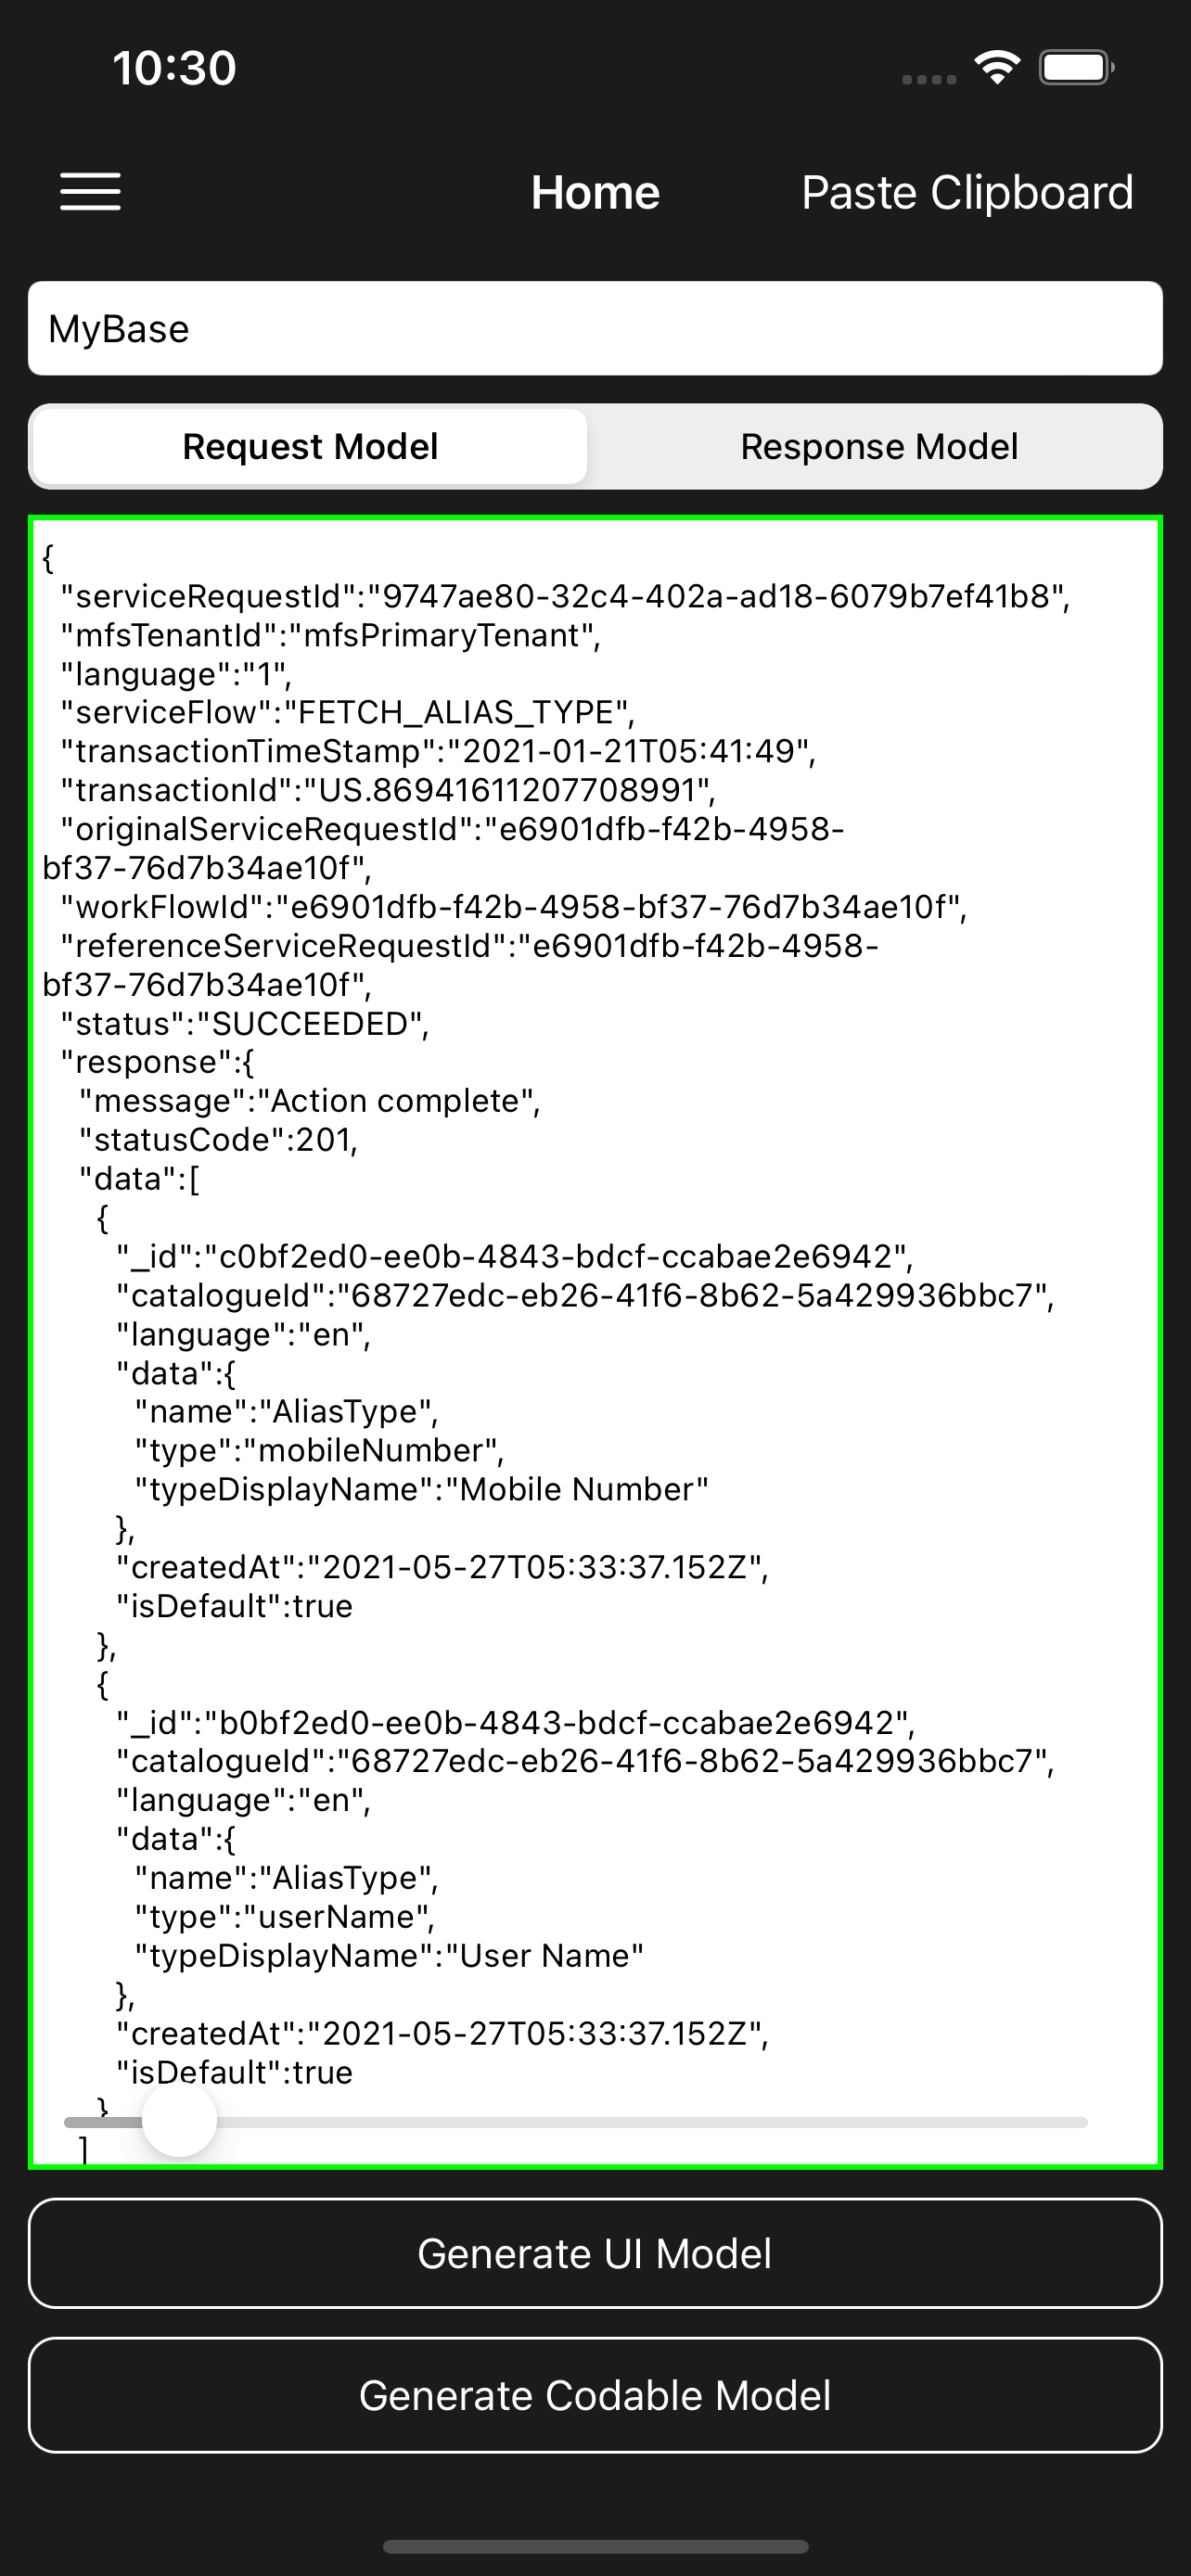 10:30
Home
Paste Clipboard
MyBase
Request Model
Response Model
{
"serviceRequestId":"9747ae80-32c4-402a-ad18-6079b7ef41b8",
"mfsTenantId":"mfsPrimaryTenant",
"language":"1",
"serviceFlow":"FETCH_ALIAS_TYPE",
"transactionTimeStamp":"2021-01-21T05:41:49",
"transactionId":"US.86941611207708991",
"originalServiceRequestId":"e6901dfb-f42b-4958-
bf37-76d7b34ae10f",
"workFlowId":"e6901dfb-f42b-4958-bf37-76d7b34ae10f",
"referenceServiceRequestId":"e6901dfb-f42b-4958-
bf37-76d7b34ae10f",
"status":"SUCCEEDED",
"response":{
"message":"Action complete",
"statusCode":201,
"data":[
{
"_id":"c0bf2ed0-ee0b-4843-bdcf-ccabae2e6942",
"catalogueId":"68727edc-eb26-41f6-8b62-5a429936bbc7",
"language":"en",
"data":{
"name":"AliasType",
"type":"mobileNumber",
"typeDisplayName":"Mobile Number"
},
"createdAt":"2021-05-27T05:33:37.152Z",
"isDefault":true
},
{
"_id":"b0bf2ed0-ee0b-4843-bdcf-ccabae2e6942",
"catalogueId":"68727edc-eb26-41f6-8b62-5a429936bbc7",
"language":"en",
"data":{
"name":"AliasType",
"type":"userName",
"typeDisplayName":"User Name"
},
"createdAt":"2021-05-27T05:33:37.152Z",
"isDefault":true
}
]
Generate UI Model
Generate Codable Model